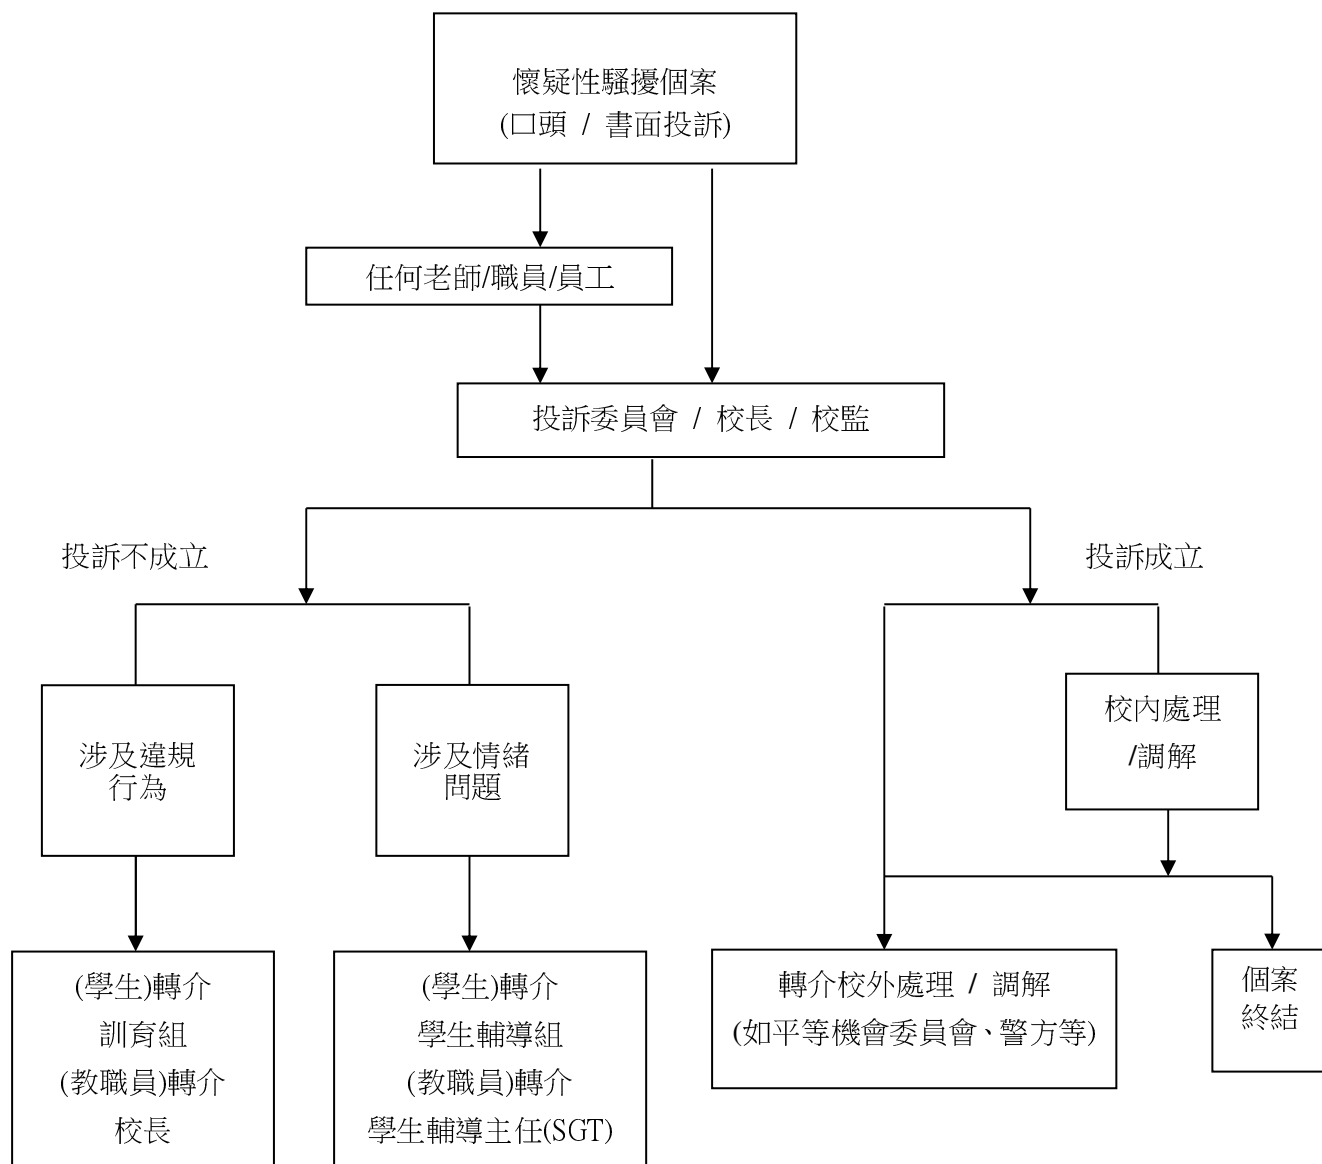 懷疑性騷擾個案
(口頭 / 書面投訴)
任何老師/職員/員工
投訴委員會 / 校長 / 校監
投訴不成立
投訴成立
涉及違規
行為
涉及情緒
問題
校內處理
/調解
(學生)轉介
訓育組
(教職員)轉介
校長
(學生)轉介
學生輔導組
(教職員)轉介
學生輔導主任(SGT)
轉介校外處理 / 調解
(如平等機會委員會、警方等)
個案
終結